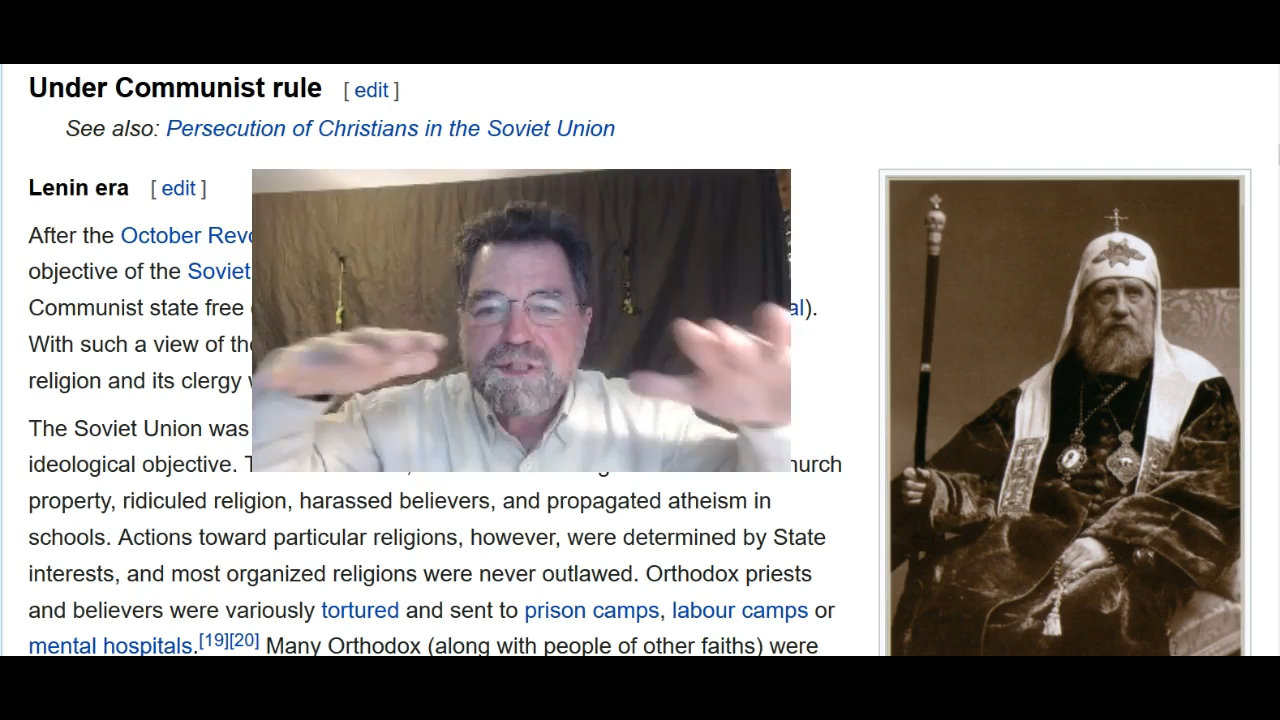 Under Communist rule [ edit ]
See also: Persecution of Christians in the Soviet Union
Lenin era [ edit ]
After the October
objective of the Soviet
Communist state free ).
With such a view of
religion and its clergy
The Soviet Union was
ideological objective.
property, ridiculed religion, harassed believers, and propagated atheism in
schools. Actions toward particular religions, however, were determined by State
interests, and most organized religions were never outlawed. Orthodox priests
and believers were variously tortured and sent to prison camps, labour camps or
mental hospitals.[19][20] Many Orthodox (along with people of other faiths) were